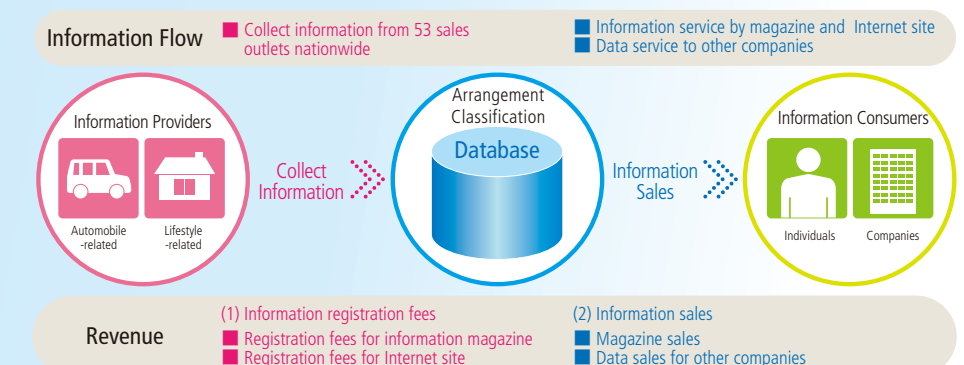 Information Flow
■ Collect information from 53 sales
outlets nationwide
■ Information service by magazine and Internet site
■ Data service to other companies
Information Providers
Automobile
-related
Lifestyle
-related
Collect
Information
Arrangement
Classification
Database
Information
Sales
Information Consumers
Individuals
Companies
Revenue
(1) Information registration fees
■ Registration fees for information magazine
■ Registration fees for Internet site
(2) Information sales
■ Magazine sales
■ Data sales for other companies